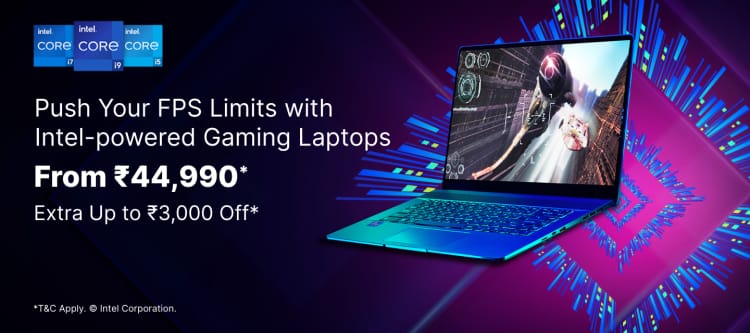 intel.
CORE
i7
intel.
CORE
i9
intel.
CORE
i5
Push Your FPS Limits with
Intel-powered Gaming Laptops
From ₹44,990*
Extra Up to ₹3,000 Off*
*T&C Apply. © Intel Corporation.